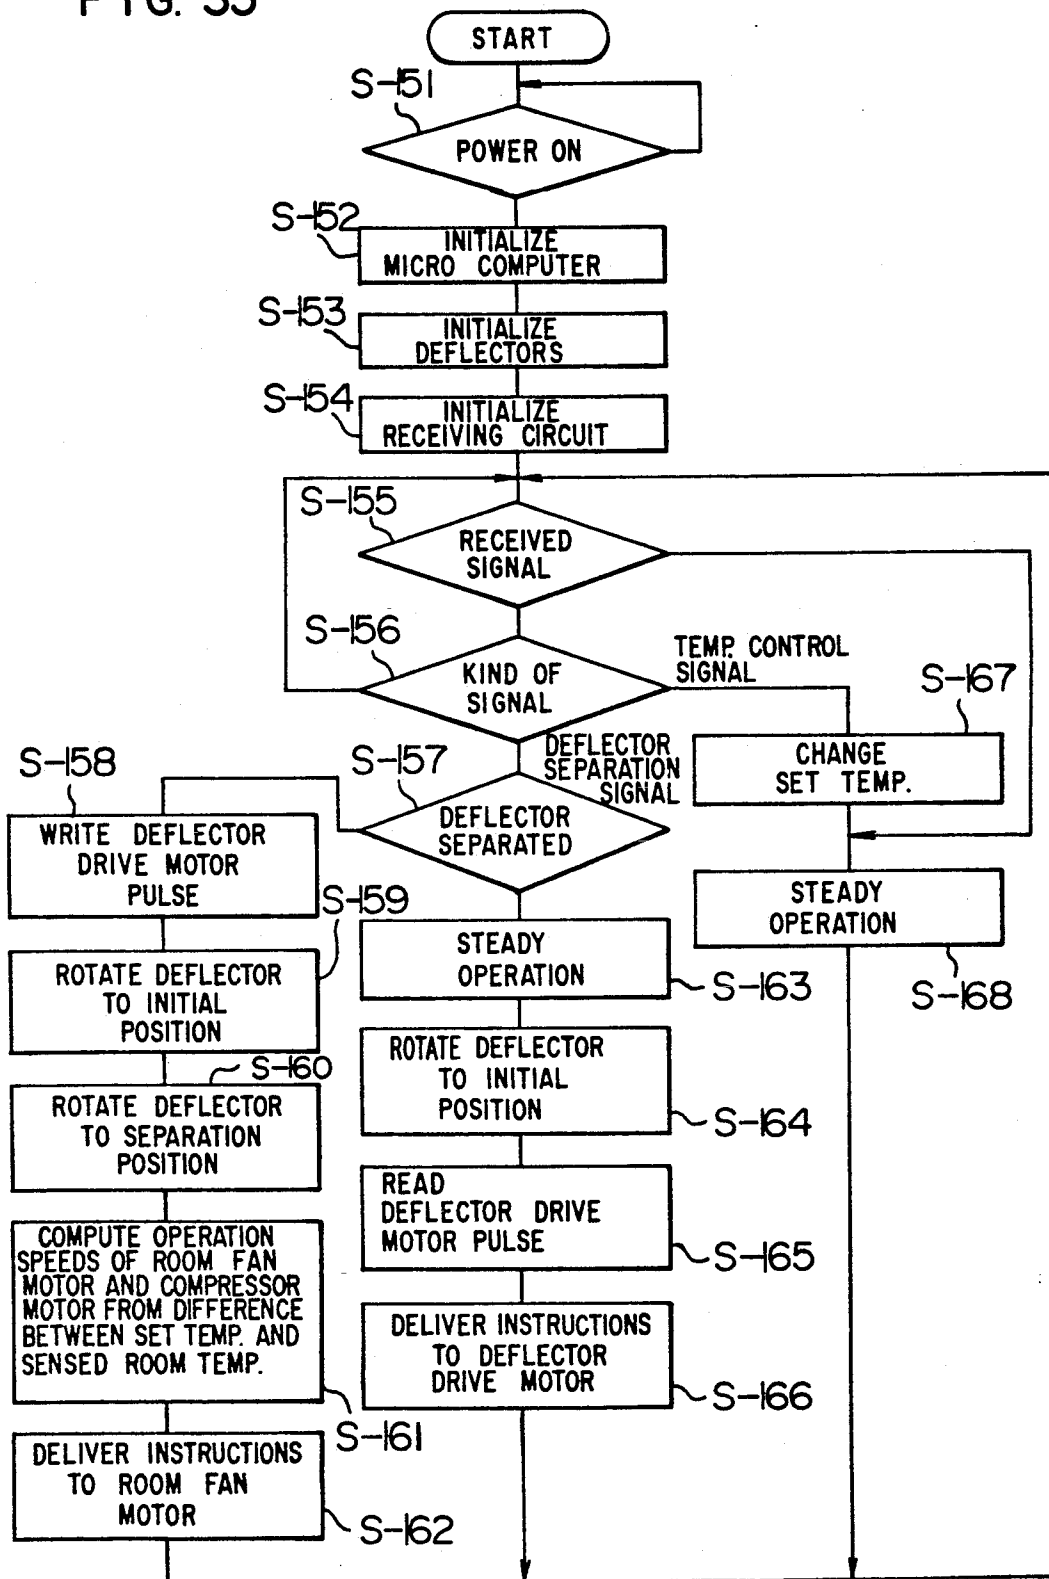 FIG. 35
START
S-151
POWER ON
S-152
INITIALIZE
MICRO COMPUTER
S-153
INITIALIZE
DEFLECTORS
S-154
INITIALIZE
RECEIVING CIRCUIT
S-155
RECEIVED
SIGNAL
S-156
KIND OF
SIGNAL
TEMP. CONTROL
SIGNAL
S-167
CHANGE
SET TEMP.
DEFLECTOR
SEPARATION
SIGNAL
S-157
DEFLECTOR
SEPARATED
S-158
WRITE DEFLECTOR
DRIVE MOTOR
PULSE
S-159
ROTATE DEFLECTOR
TO INITIAL
POSITION
S-160
ROTATE DEFLECTOR
TO SEPARATION
POSITION
COMPUTE OPERATION
SPEEDS OF ROOM FAN
MOTOR AND COMPRESSOR
MOTOR FROM DIFFERENCE
BETWEEN SET TEMP. AND
SENSED ROOM TEMP.
S-161
DELIVER INSTRUCTIONS
TO ROOM FAN
MOTOR
S-162
STEADY
OPERATION
S-163
ROTATE DEFLECTOR
TO INITIAL
POSITION
S-164
READ
DEFLECTOR DRIVE
MOTOR PULSE
S-165
DELIVER INSTRUCTIONS
TO DEFLECTOR
DRIVE MOTOR
S-166
STEADY
OPERATION
S-168